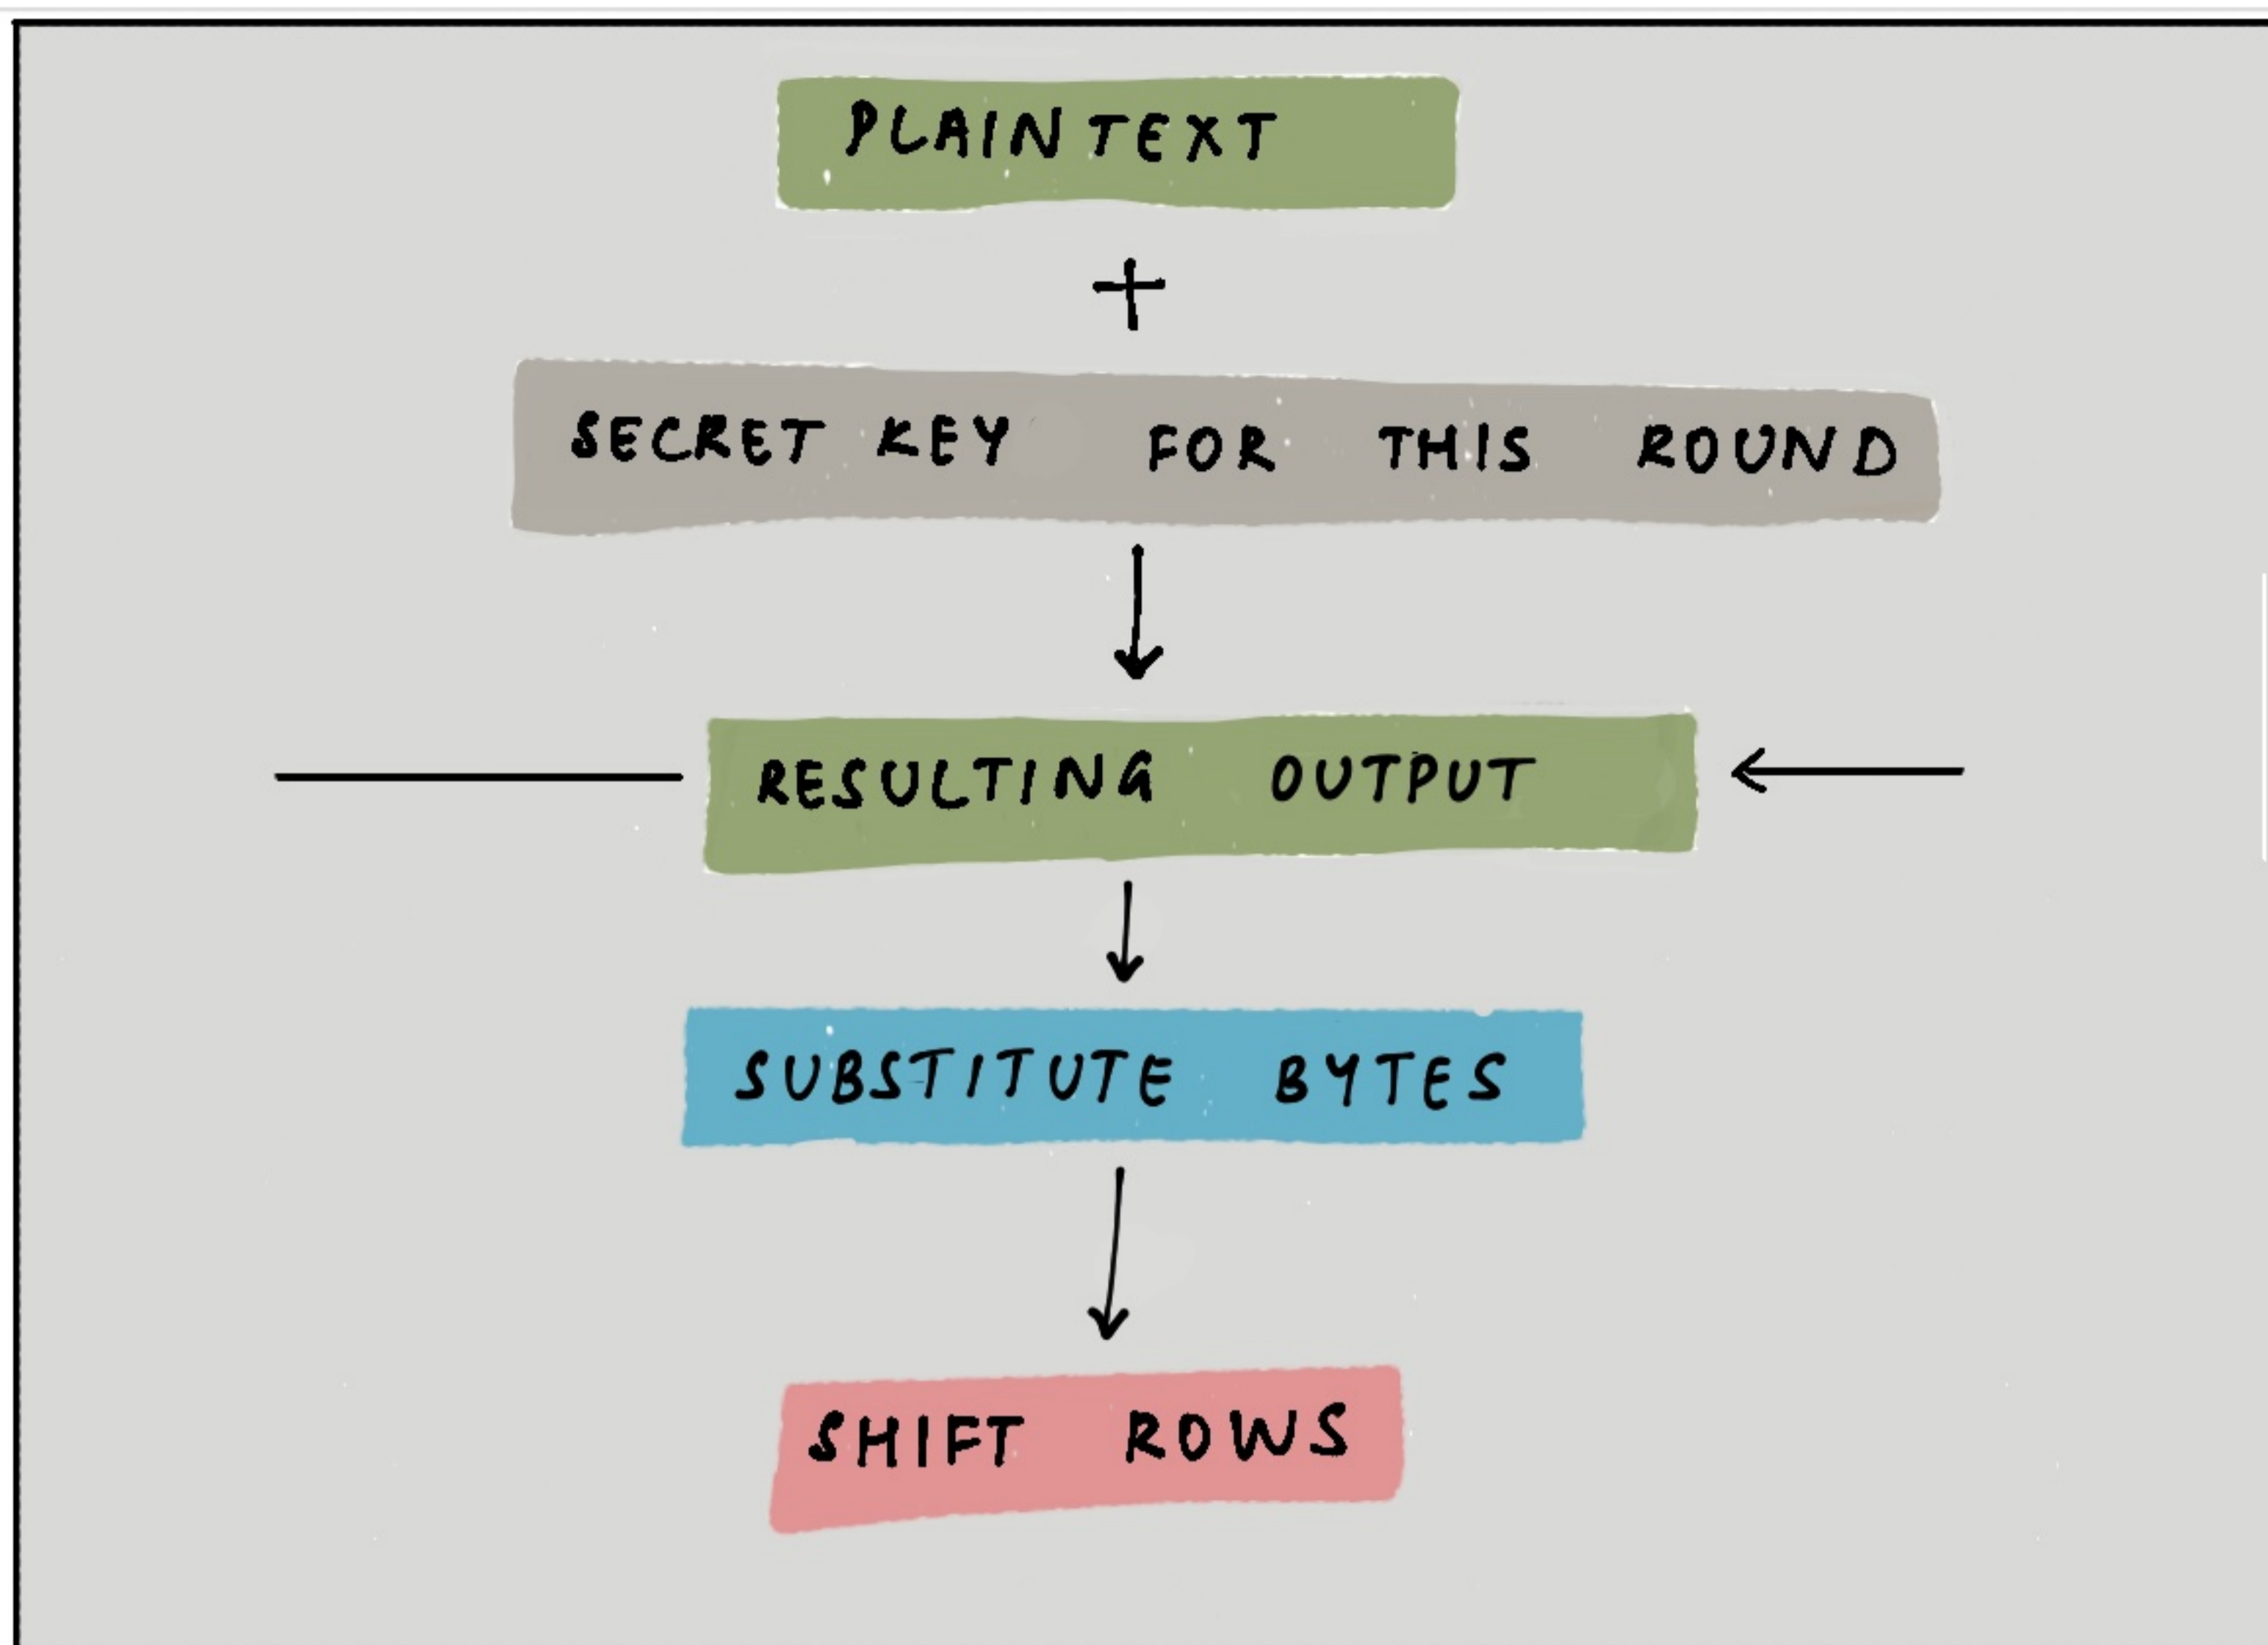 PLAINTEXT
+
SECRET KEY FOR THIS ROUND
RESULTING OUTPUT
SUBSTITUTE BYTES
SHIFT ROWS